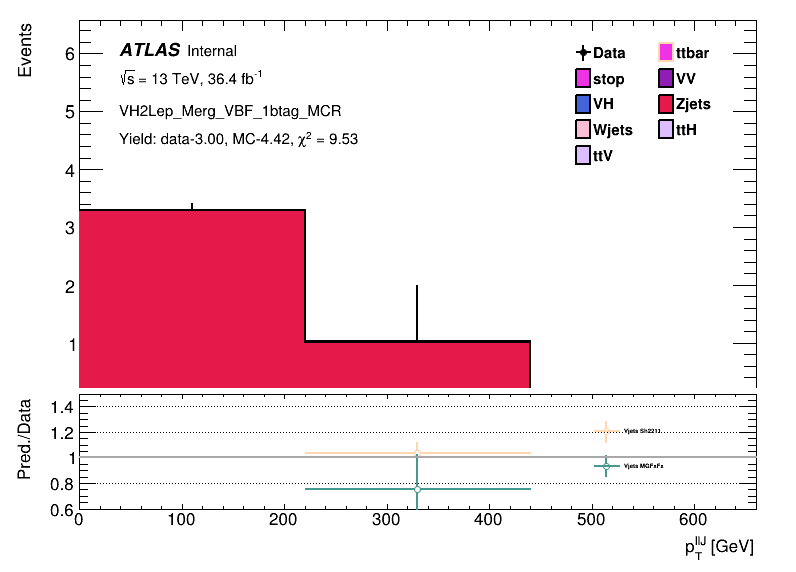 Events
ATLAS Internal
√s = 13 TeV, 36.4 fb⁻¹
VH2Lep_Merg_VBF_1btag_MCR
Yield: data-3.00, MC-4.42, χ² = 9.53
Data
ttbar
stop
VV
VH
Zjets
Wjets
ttH
ttV
6
5
4
3
2
1
Pred./Data
1.4
1.2
1
0.8
0.6
Vjets Sh2211
Vjets MGFxFx
0 100 200 300 400 500 600
p_T^llJ [GeV]